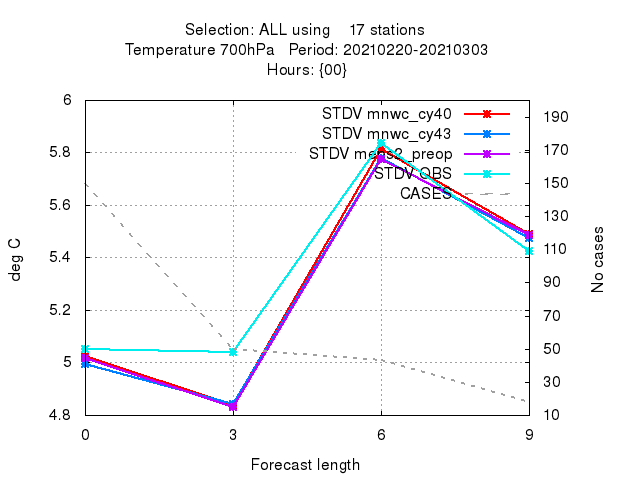 Selection: ALL using 17 stations
Temperature 700hPa Period: 20210220-20210303
Hours: {00}
STDV mnwc_cy40
STDV mnwc_cy43
STDV meps2_preop
STDV OBS
CASES
6
5.8
5.6
5.4
5.2
5
4.8
deg C
190
170
150
130
110
90
70
50
30
10
No cases
0 3 6 9
Forecast length